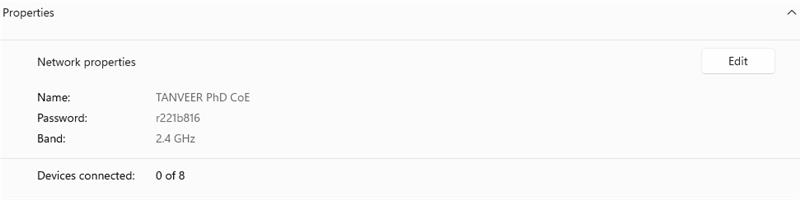 Properties
Network properties
Edit
Name: TANVEER PhD CoE
Password: r221b816
Band: 2.4 GHz
Devices connected: 0 of 8